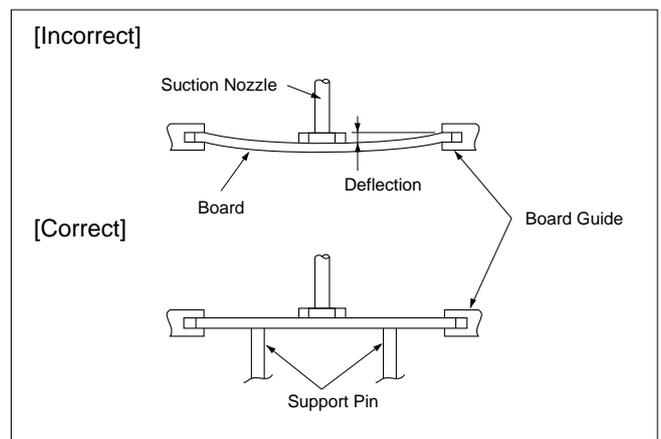 [Incorrect]
Suction Nozzle
Deflection
Board
Board Guide
[Correct]
Support Pin